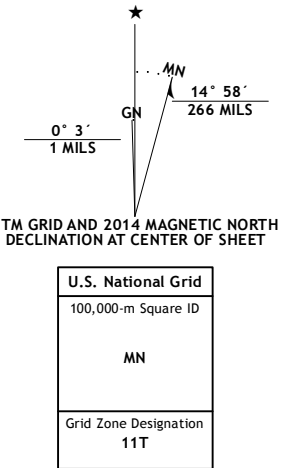 ★
MN
GN
14° 58´
266 MILS
0° 3´
1 MILS
TM GRID AND 2014 MAGNETIC NORTH
DECLINATION AT CENTER OF SHEET
U.S. National Grid
100,000-m Square ID
MN
Grid Zone Designation
11T